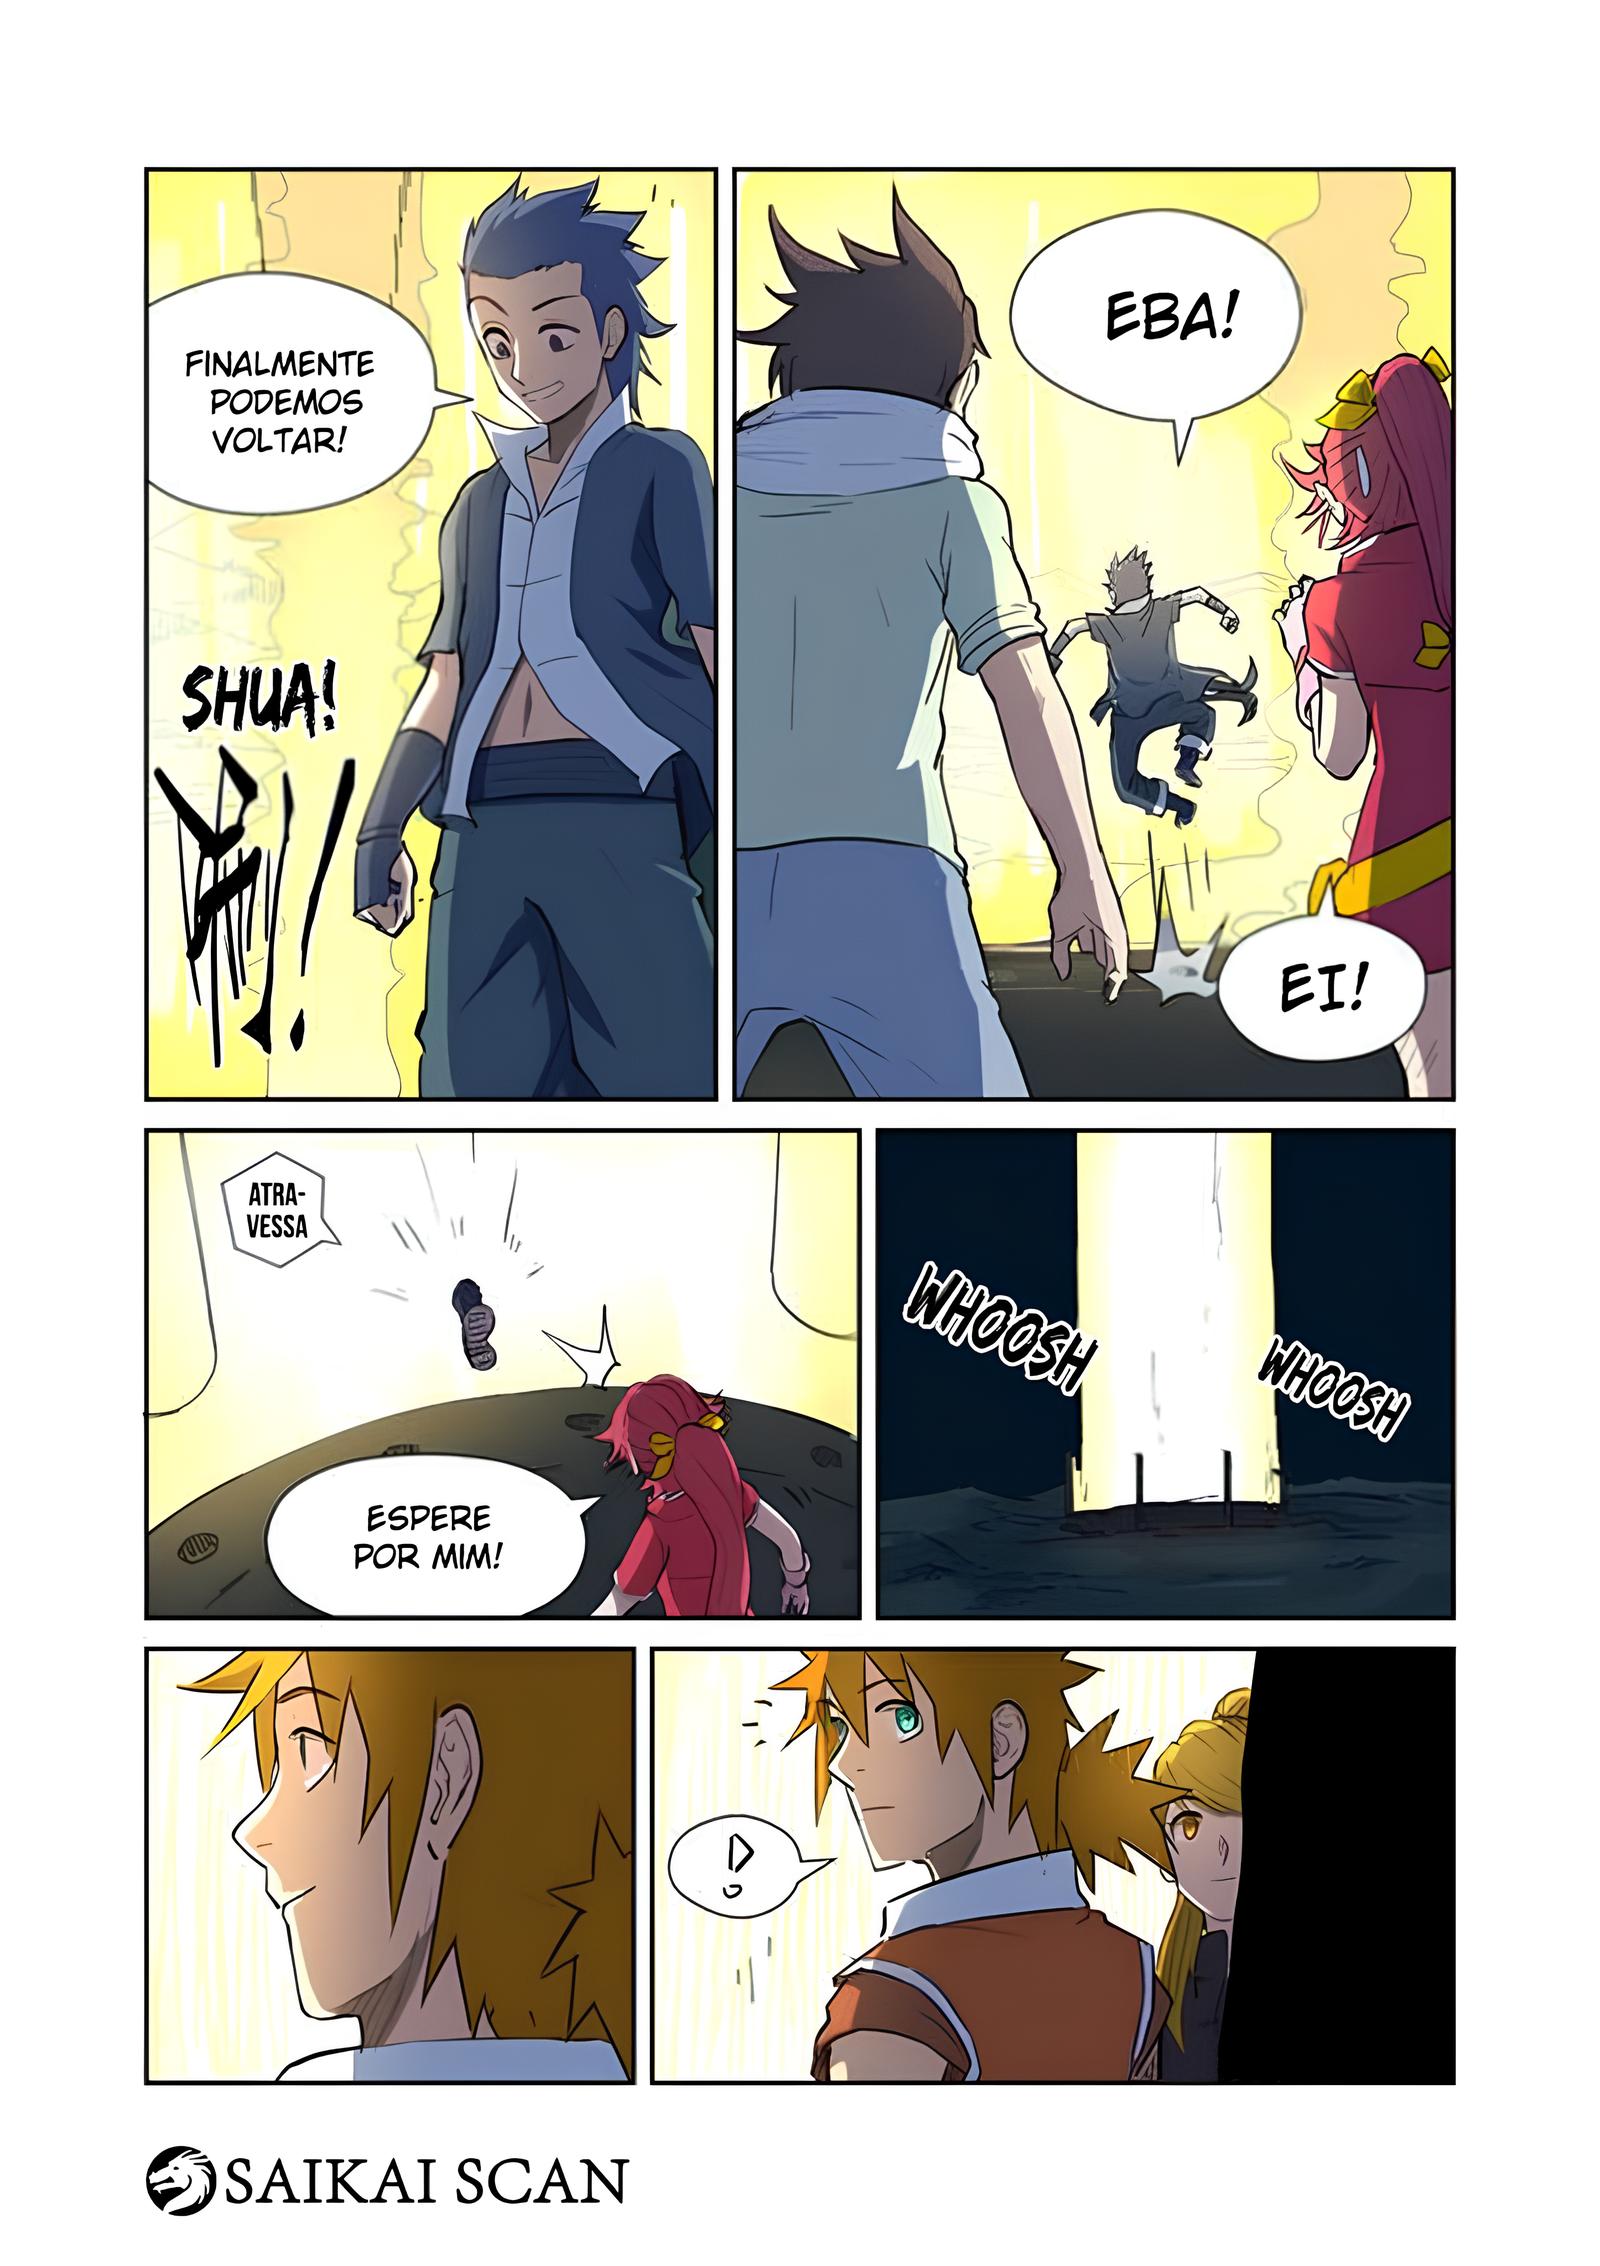 FINALMENTE
PODEMOS
VOLTAR!
SHUA!
EBA!
EI!
ATRA-
VESSA
ESPERE
POR MIM!
WHOOSH
WHOOSH
!
SAIKAI SCAN